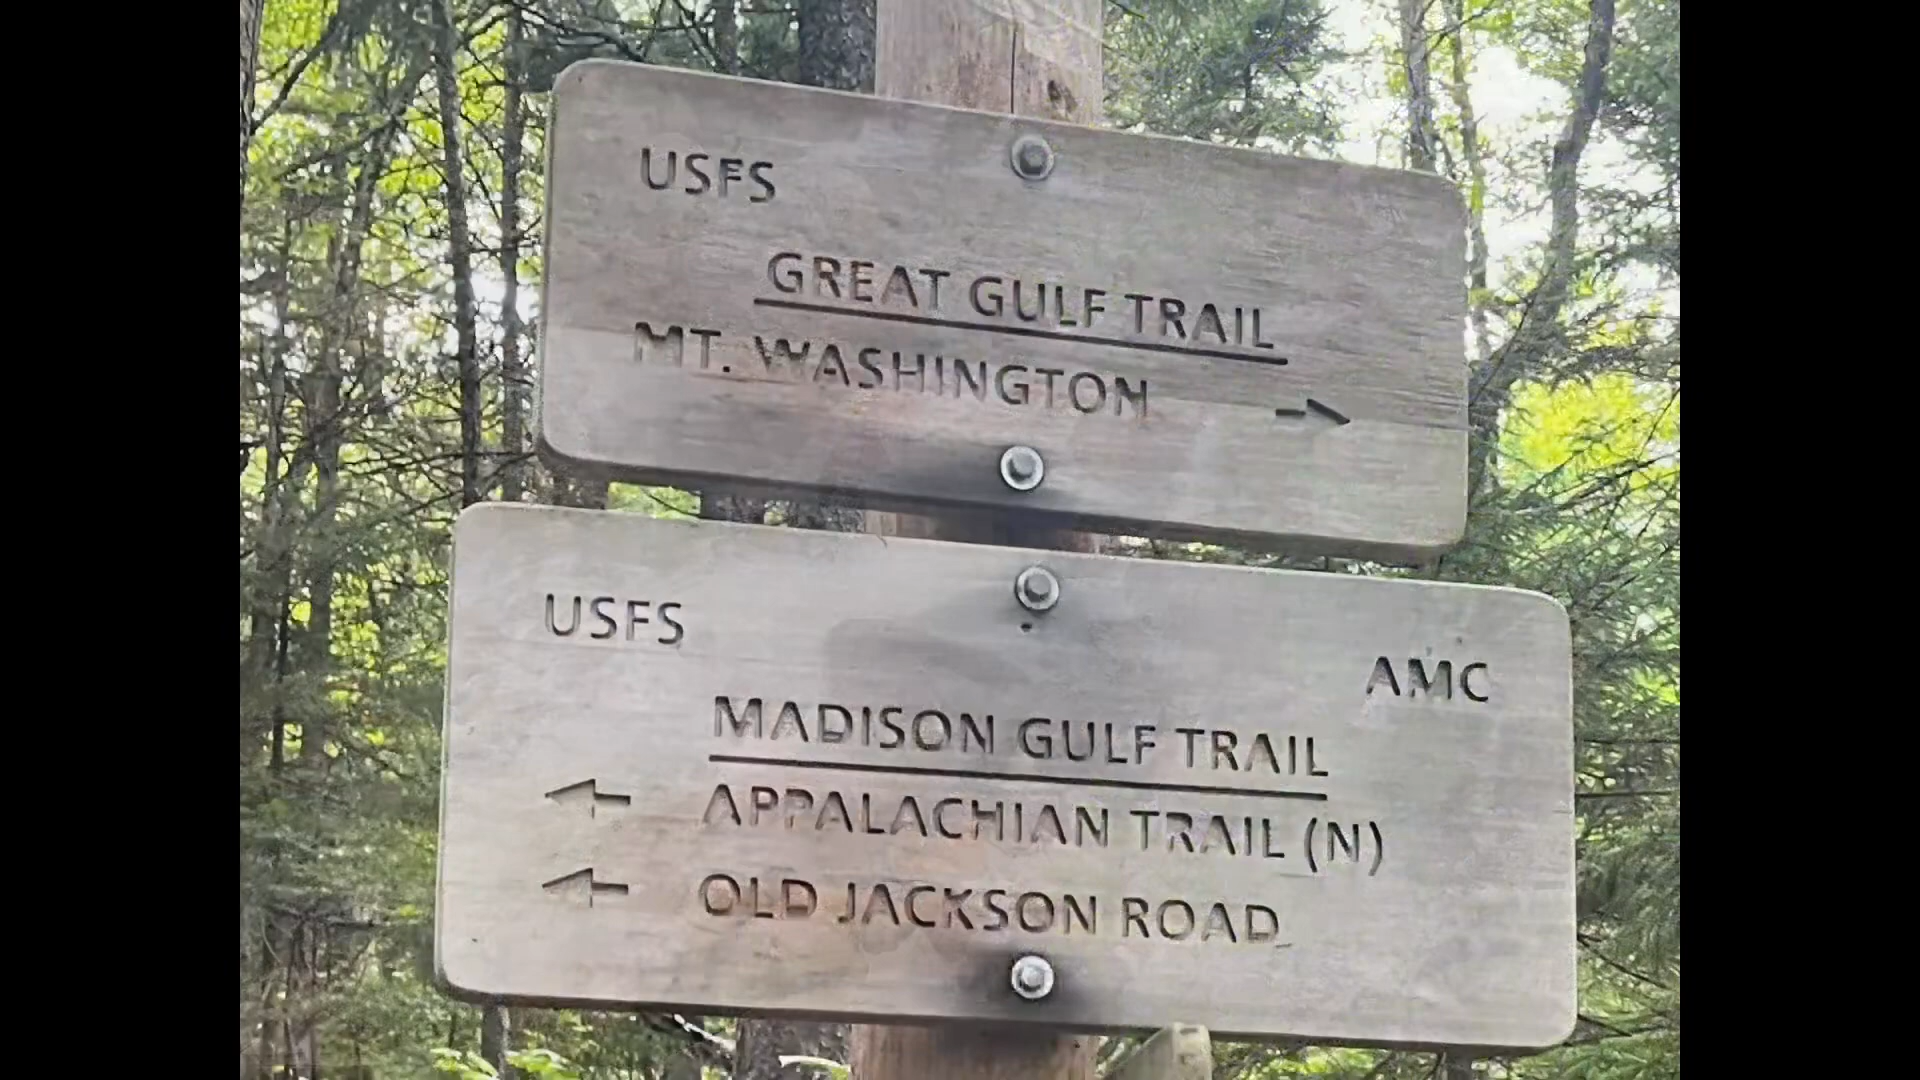 USFS
GREAT GULF TRAIL
MT. WASHINGTON →
USFS AMC
MADISON GULF TRAIL
← APPALACHIAN TRAIL (N)
← OLD JACKSON ROAD